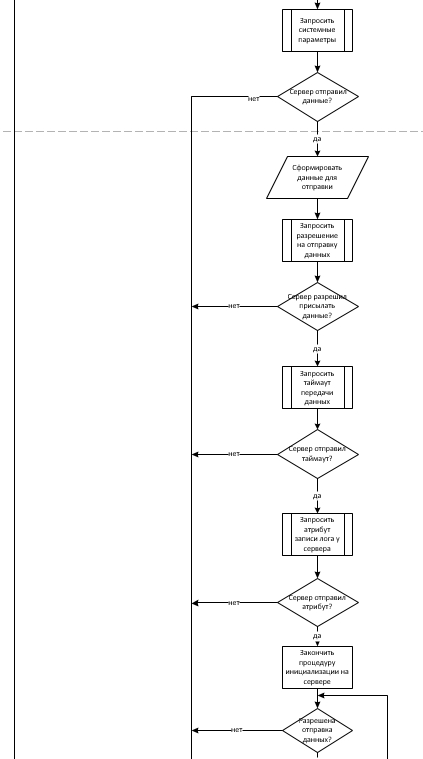 Запросить
системные
параметры
Сервер отправил
данные?
нет
да
Сформировать
данные для
отправки
Запросить
разрешение
на отправку
данных
Сервер разрешил
присылать
данные?
нет
да
Запросить
таймаут
передачи
данных
Сервер отправил
таймаут?
нет
да
Запросить
атрибут
записи лога у
сервера
Сервер отправил
атрибут?
нет
да
Закончить
процедуру
инициализации на
сервере
Разрешена
отправка
данных?
нет